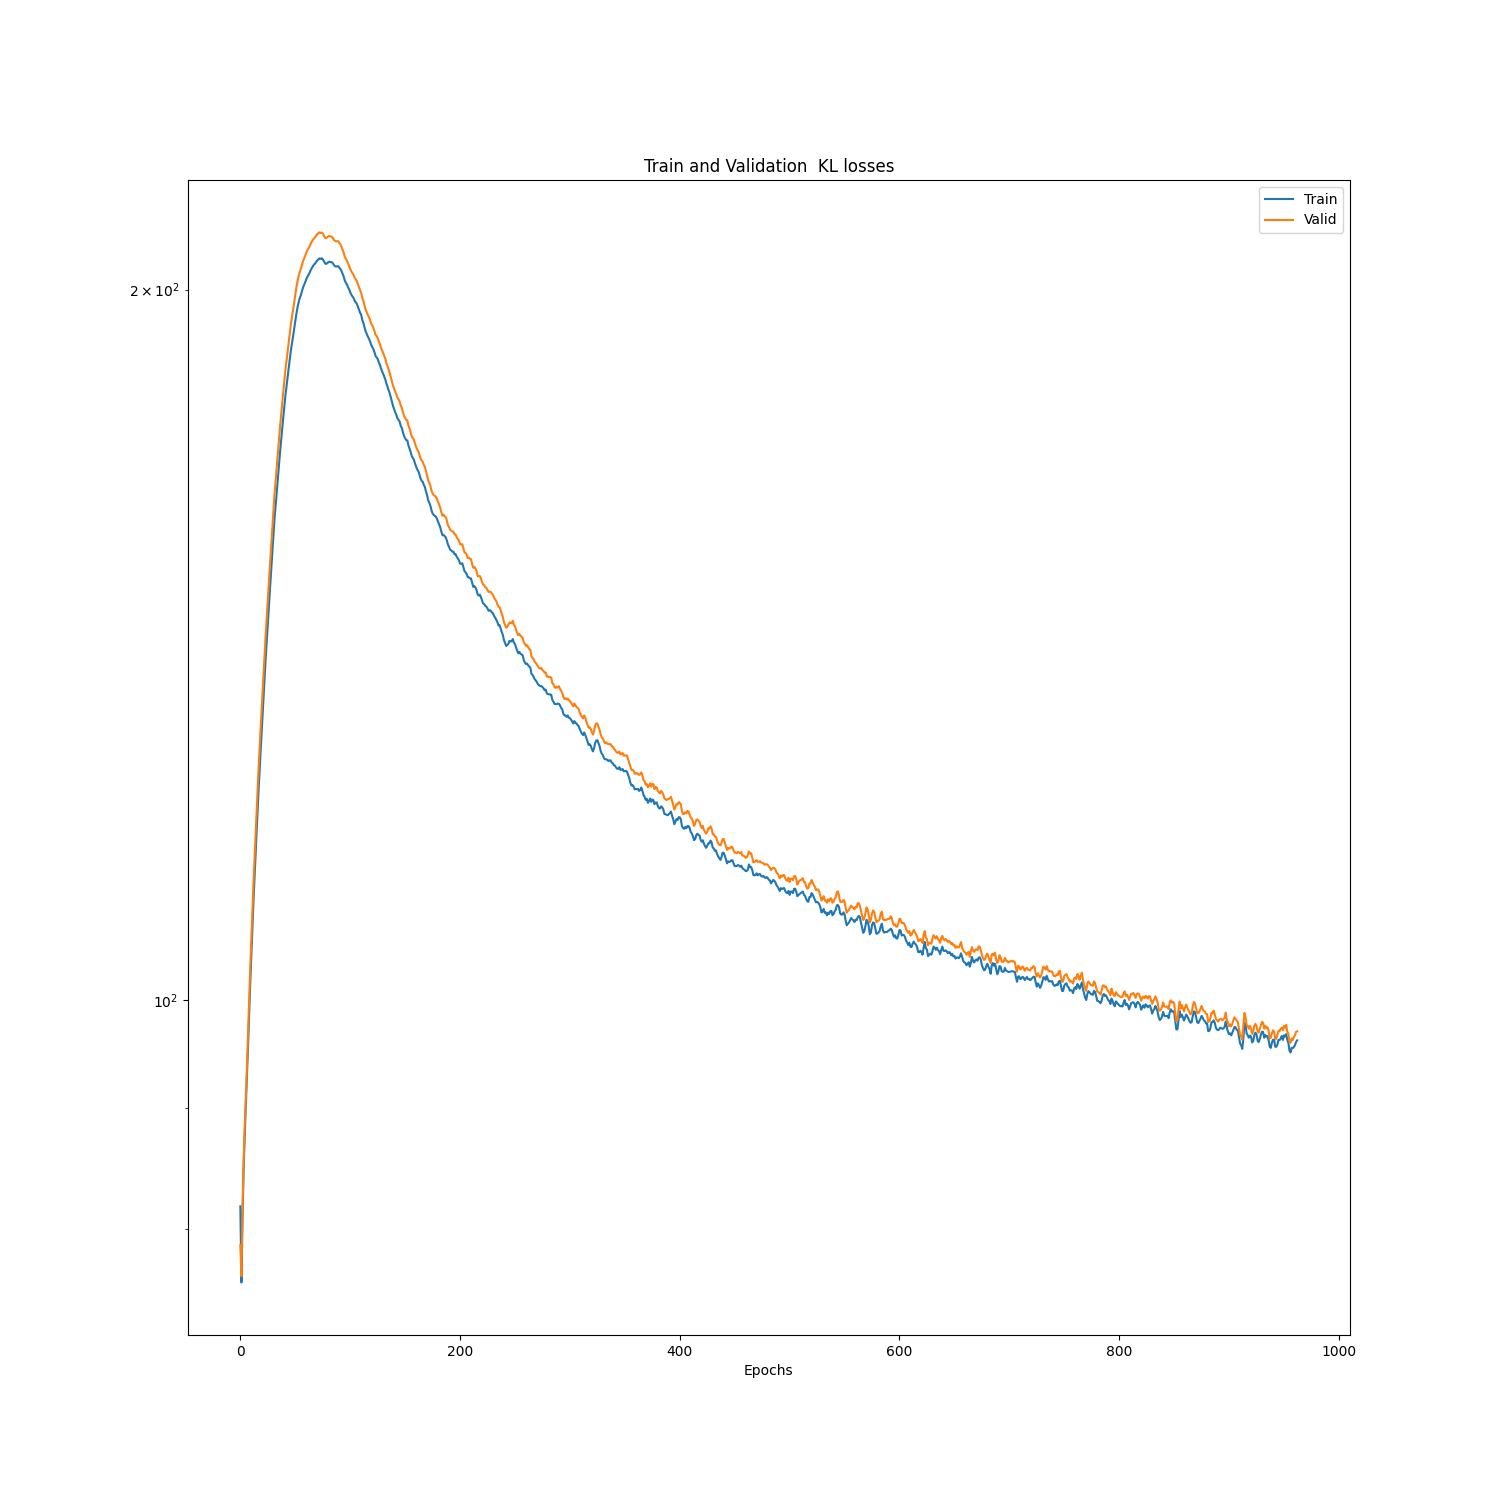 Train and Validation  KL losses
Train
Valid
2 × 10²
10²
0 200 400 600 800 1000
Epochs